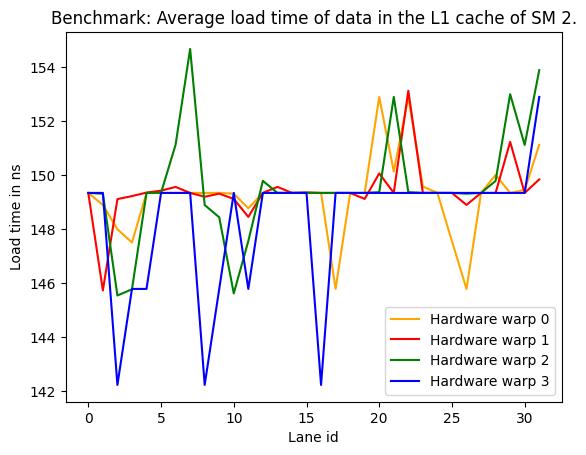 Benchmark: Average load time of data in the L1 cache of SM 2.
Load time in ns
154
152
150
148
146
144
142
0
5
10
15
20
25
30
Lane id
Hardware warp 0
Hardware warp 1
Hardware warp 2
Hardware warp 3